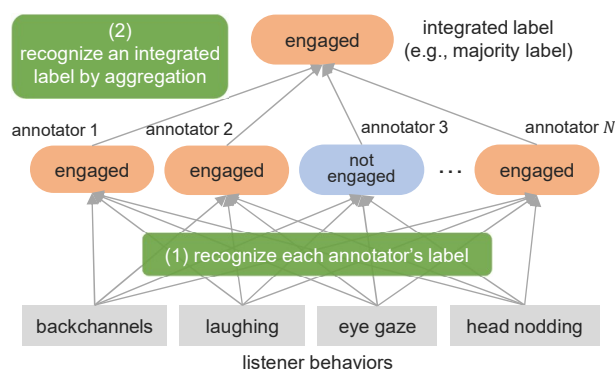 (2)
recognize an integrated
label by aggregation
engaged
integrated label
(e.g., majority label)
annotator 1
annotator 2
annotator 3
annotator N
engaged
engaged
not
engaged
...
engaged
(1) recognize each annotator's label
backchannels
laughing
eye gaze
head nodding
listener behaviors